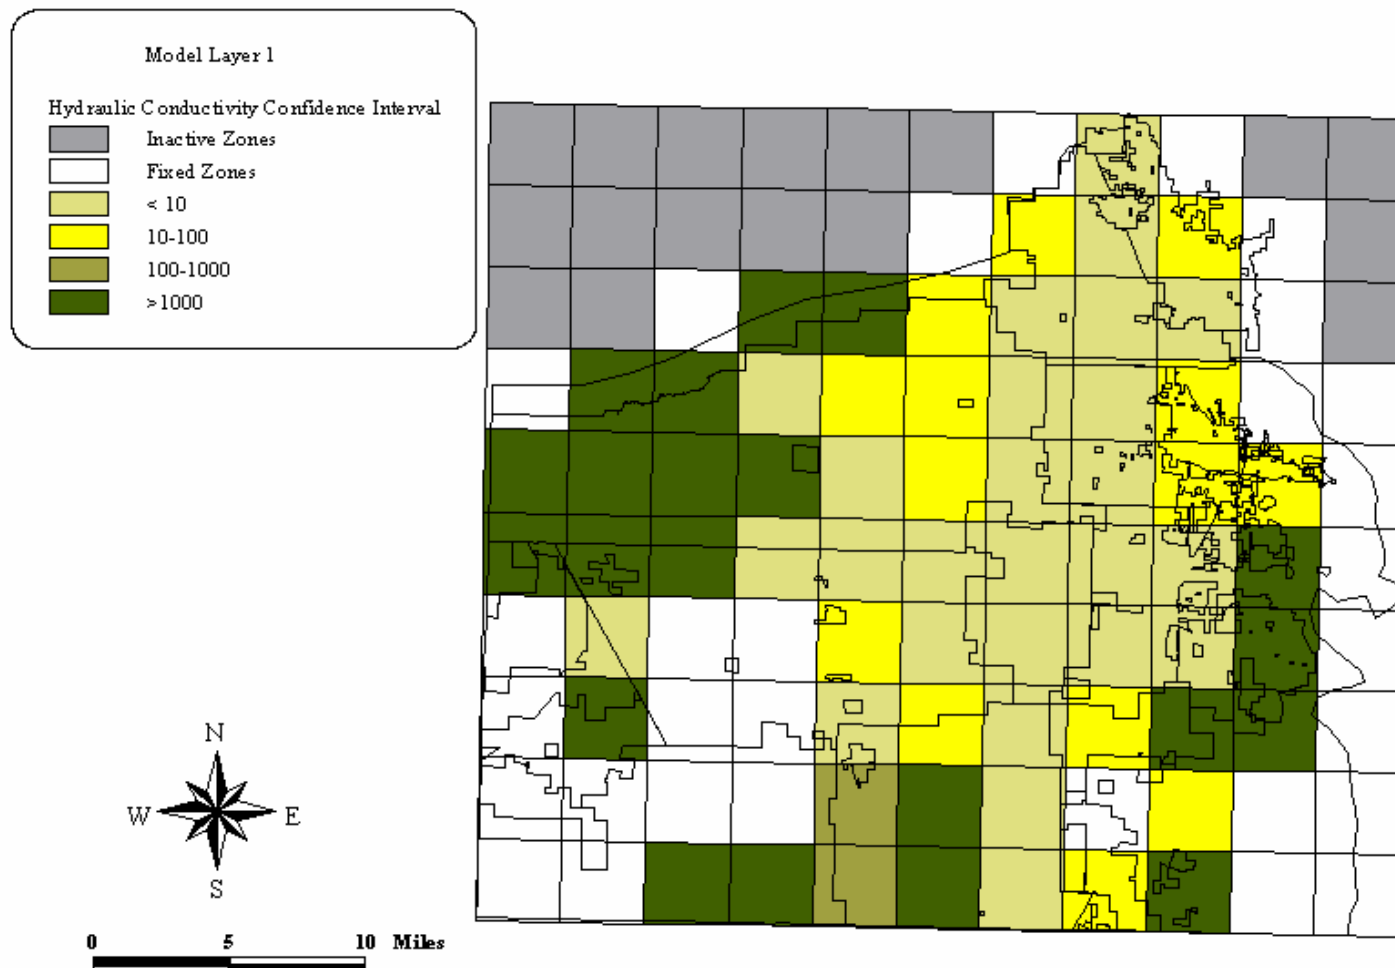 Model Layer 1
Hydraulic Conductivity Confidence Interval
Inactive Zones
Fixed Zones
< 10
10-100
100-1000
>1000
N
W E
S
0 5 10 Miles